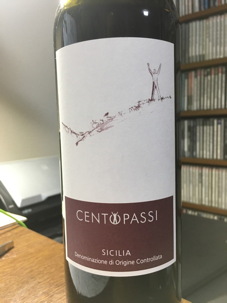 CENTOPASSI
SICILIA
Denominazione di Origine Controllata